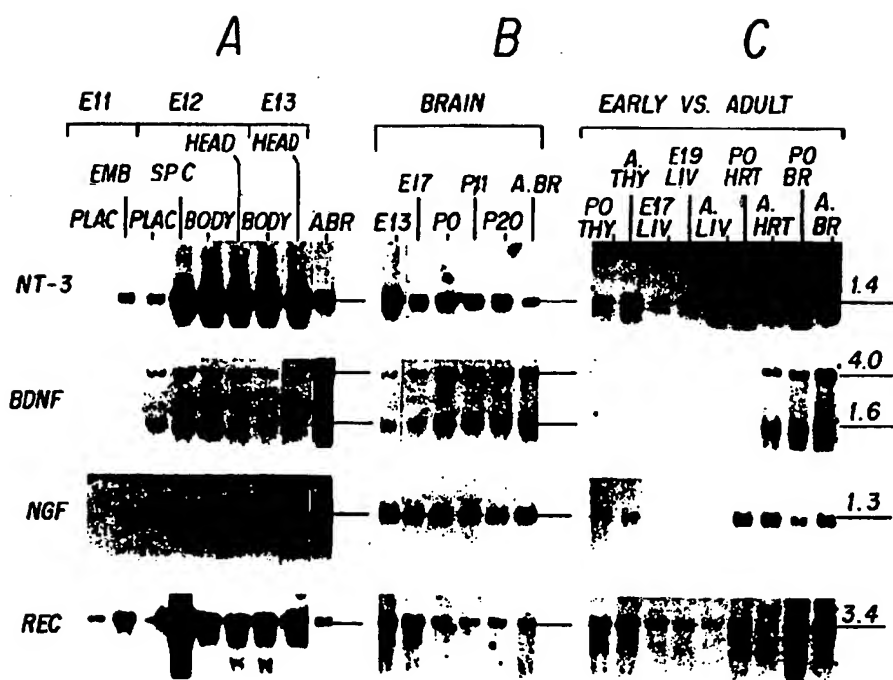 A B C
E11 E12 E13
BRAIN
EARLY VS. ADULT
HEAD HEAD
EMB SPC
PLAC PLAC BODY BODY A.BR
E17 P11 A.BR
E13 P0 P20
A. THY E19 LIV P0 HRT P0 BR
P0 THY. E17 LIV. A. LIV. A. HRT A. BR
NT-3 1.4
BDNF 4.0
1.6
NGF 1.3
REC 3.4